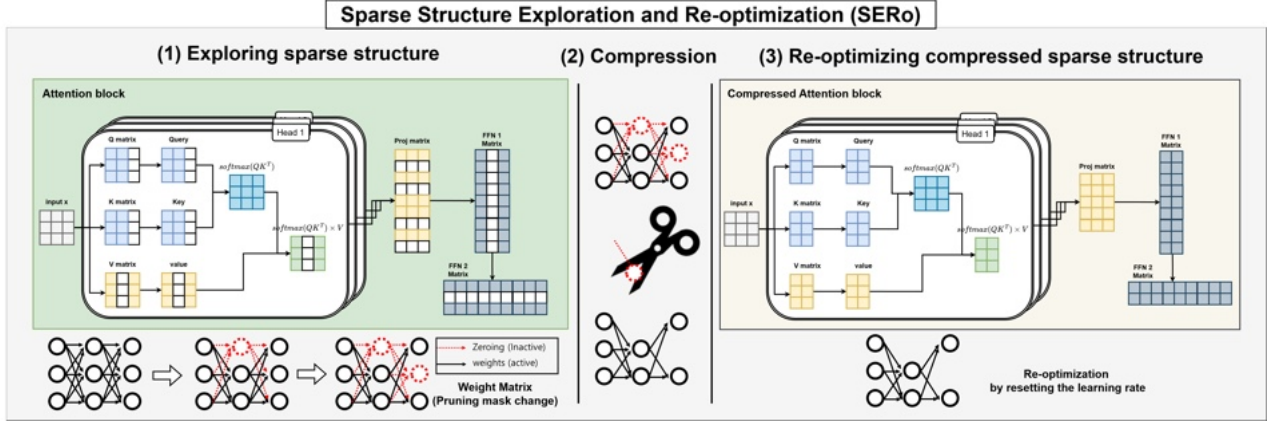 Sparse Structure Exploration and Re-optimization (SERo)
(1) Exploring sparse structure
(2) Compression
(3) Re-optimizing compressed sparse structure
Attention block
Head 1
Q matrix
Query
softmax(QK^T)
Input x
K matrix
Key
softmax(QK^T) × V
V matrix
value
Proj matrix
FFN 1
Matrix
FFN 2
Matrix
Zeroing (Inactive)
weights (active)
Weight Matrix
(Pruning mask change)
Compressed Attention block
Head 1
Q matrix
Query
softmax(QK^T)
Input x
K matrix
Key
softmax(QK^T) × V
V matrix
value
Proj matrix
FFN 1
Matrix
FFN 2
Matrix
Re-optimization
by resetting the learning rate